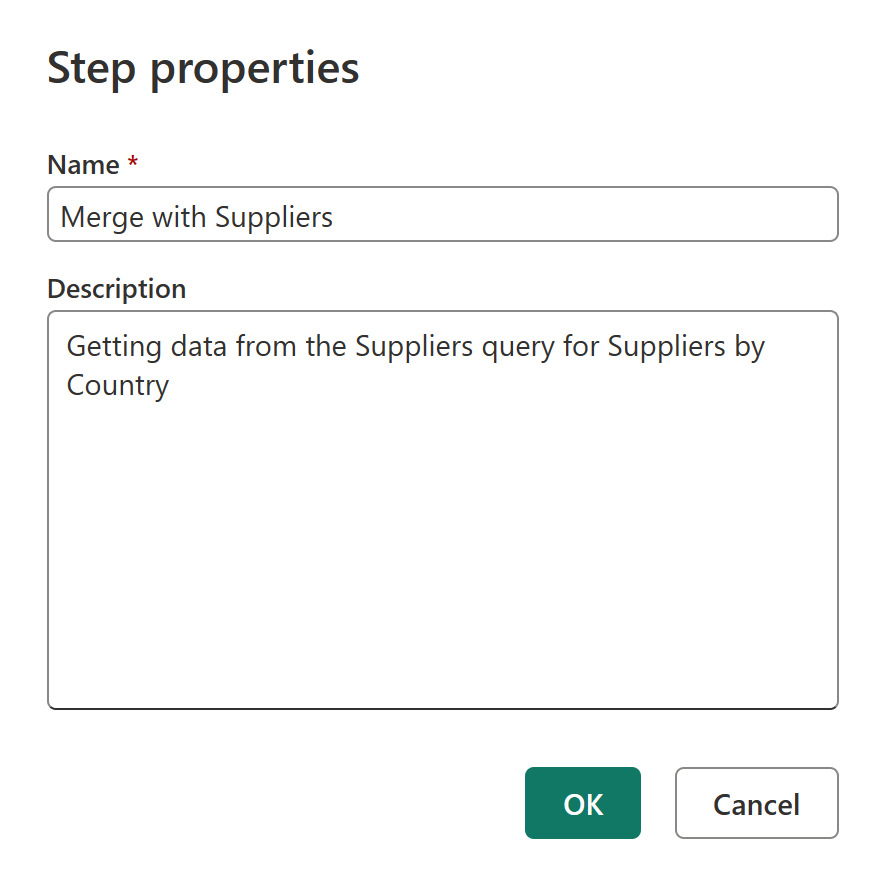 Step properties
Name *
Merge with Suppliers
Description
Getting data from the Suppliers query for Suppliers by
Country
OK
Cancel